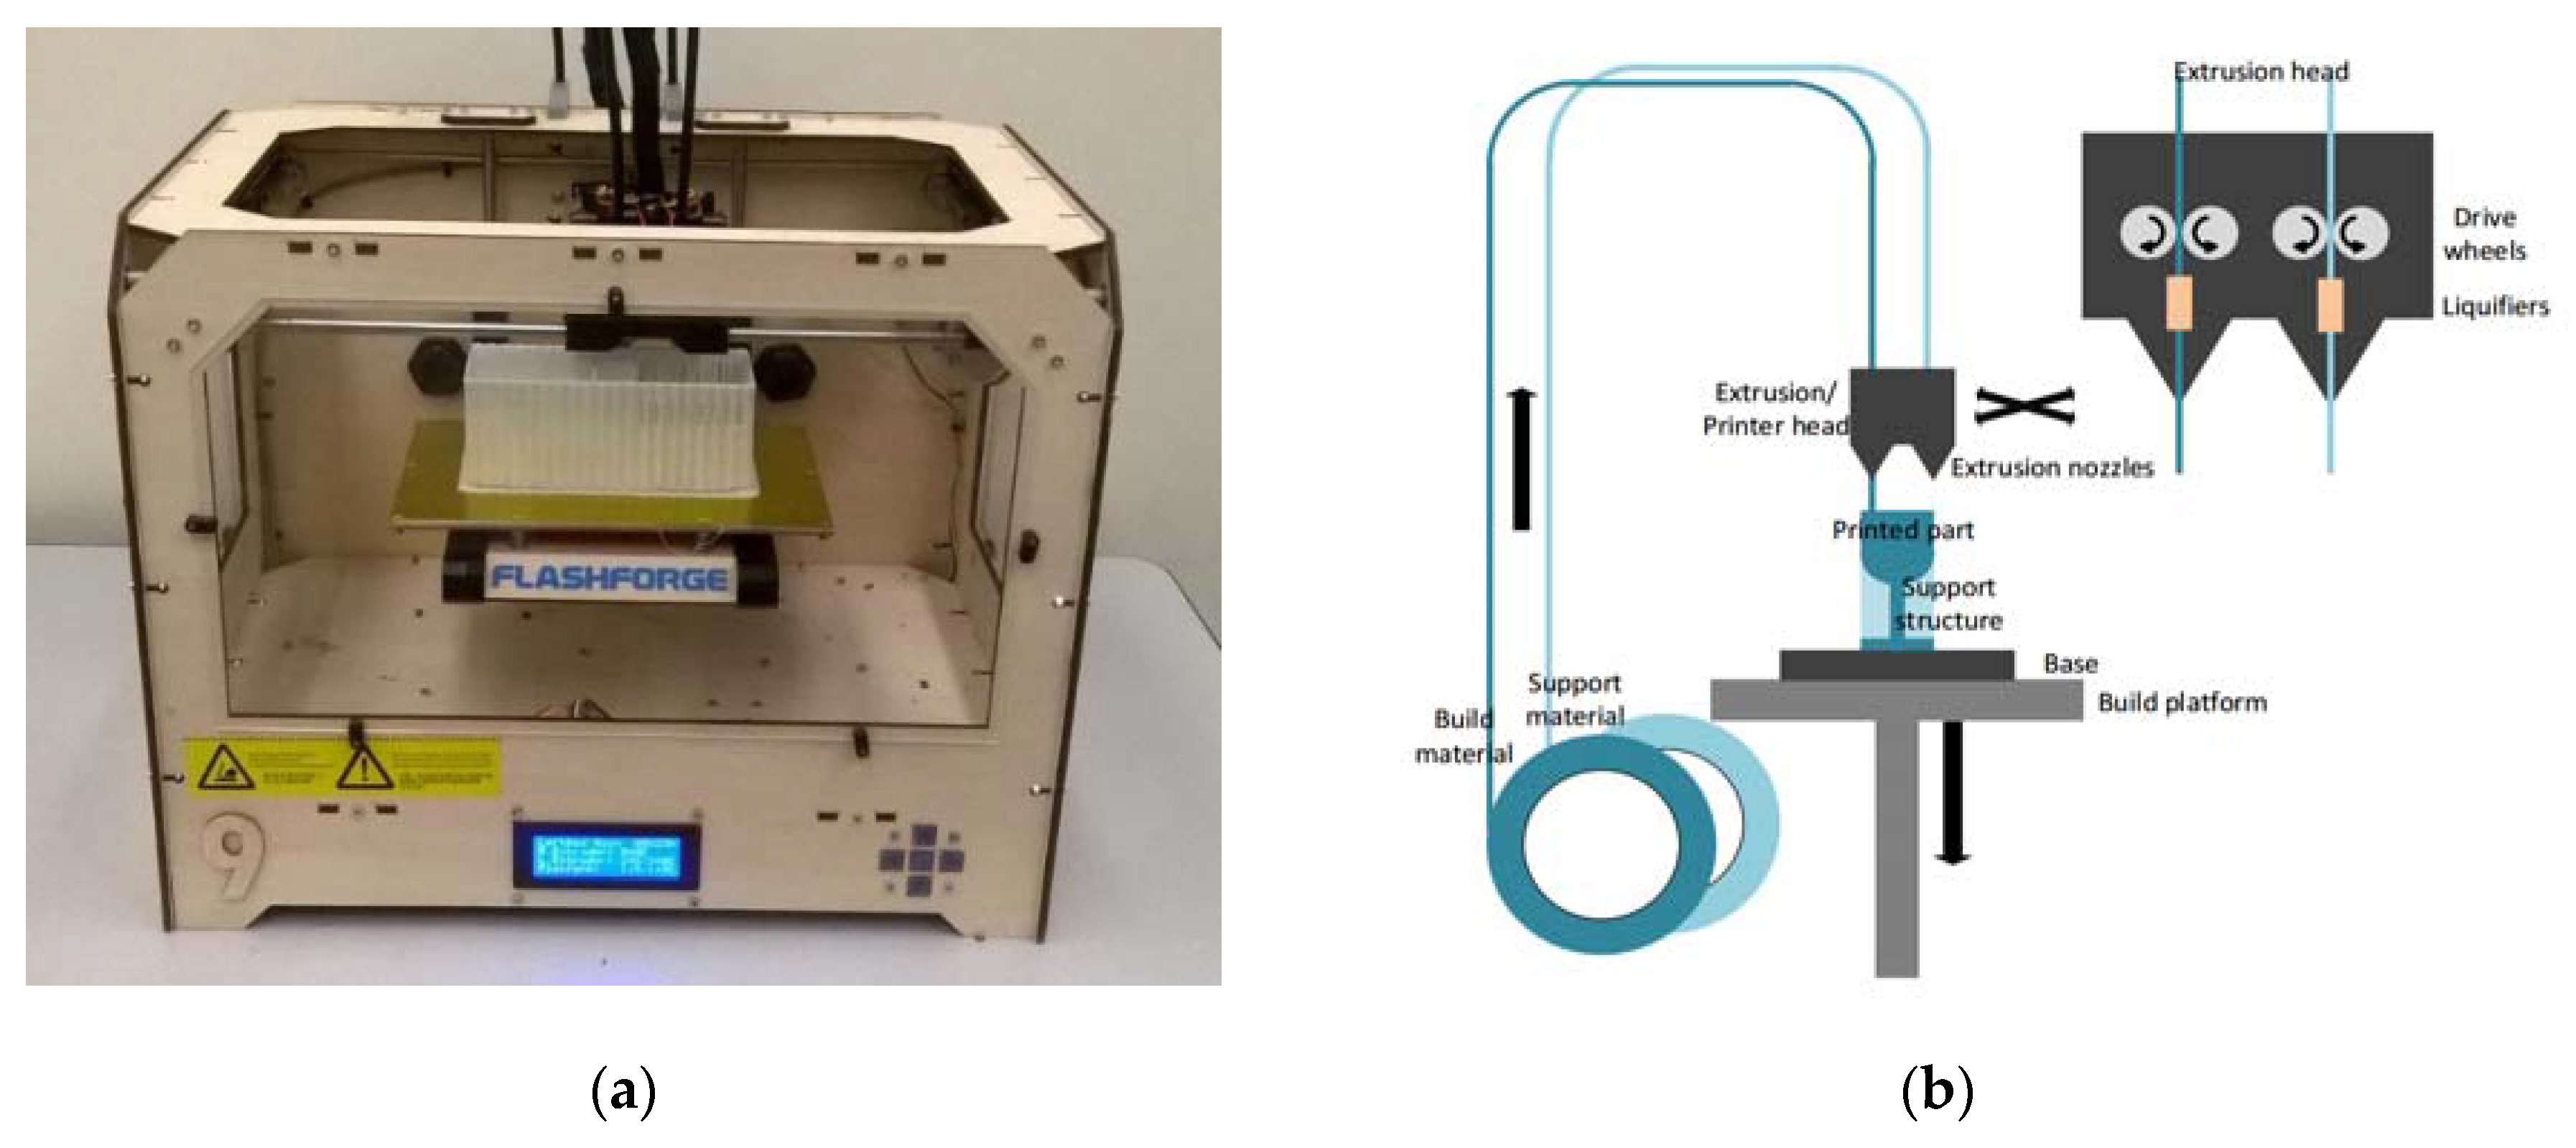 FLASHFORGE
9
(a)
Extrusion head
Drive
wheels
Liquifiers
Extrusion/
Printer head
Extrusion nozzles
Printed part
Support
structure
Base
Build platform
Support
material
Build
material
(b)